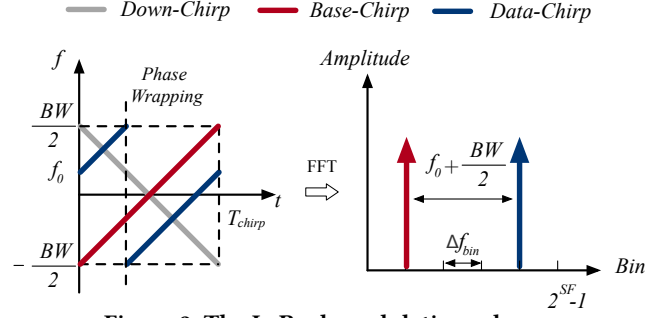 Down-Chirp Base-Chirp Data-Chirp
f
Phase
Wrapping
BW
2
f0
t
Tchirp
- BW
2
FFT
Amplitude
f0 + BW
2
Δfbin
Bin
2^SF-1